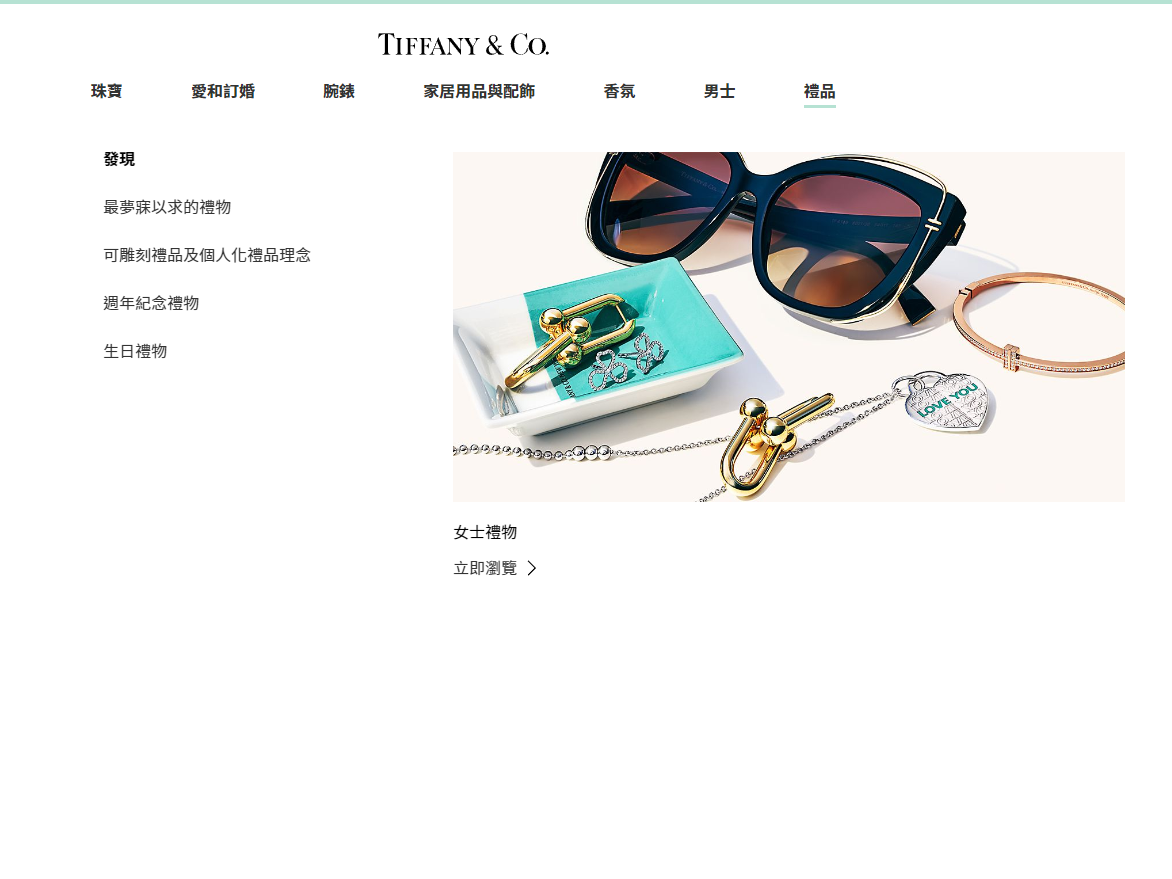 TIFFANY & CO.
珠寶 愛和訂婚 腕錶 家居用品與配飾 香氛 男士 禮品
發現
最夢寐以求的禮物
可雕刻禮品及個人化禮品理念
週年紀念禮物
生日禮物
LOVE YOU
女士禮物
立即瀏覽